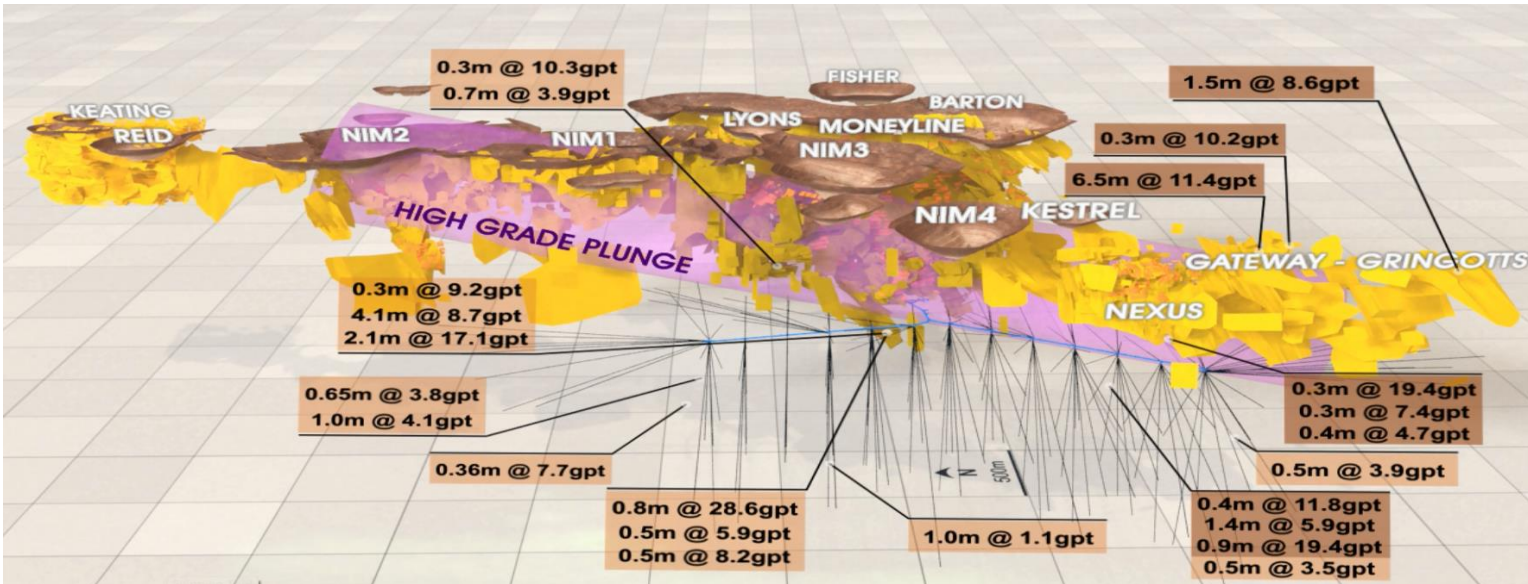 0.3m @ 10.3gpt
0.7m @ 3.9gpt
FISHER
1.5m @ 8.6gpt
KEATING
REID
NIM2
NIM1
LYONS
MONEYLINE
BARTON
NIM3
0.3m @ 10.2gpt
6.5m @ 11.4gpt
HIGH GRADE PLUNGE
NIM4
KESTREL
GATEWAY - GRINGOTTS
NEXUS
0.3m @ 9.2gpt
4.1m @ 8.7gpt
2.1m @ 17.1gpt
0.65m @ 3.8gpt
1.0m @ 4.1gpt
0.36m @ 7.7gpt
0.8m @ 28.6gpt
0.5m @ 5.9gpt
0.5m @ 8.2gpt
1.0m @ 1.1gpt
N
500m
0.3m @ 19.4gpt
0.3m @ 7.4gpt
0.4m @ 4.7gpt
0.5m @ 3.9gpt
0.4m @ 11.8gpt
1.4m @ 5.9gpt
0.9m @ 19.4gpt
0.5m @ 3.5gpt